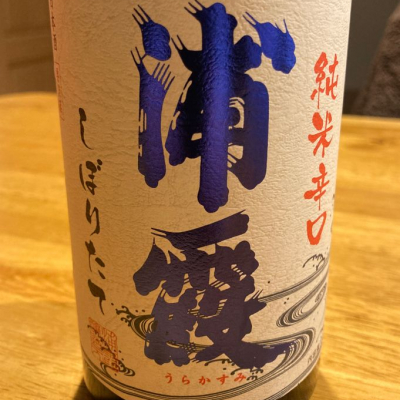 純米辛口
浦霞
うらかすみ
しぼりたて